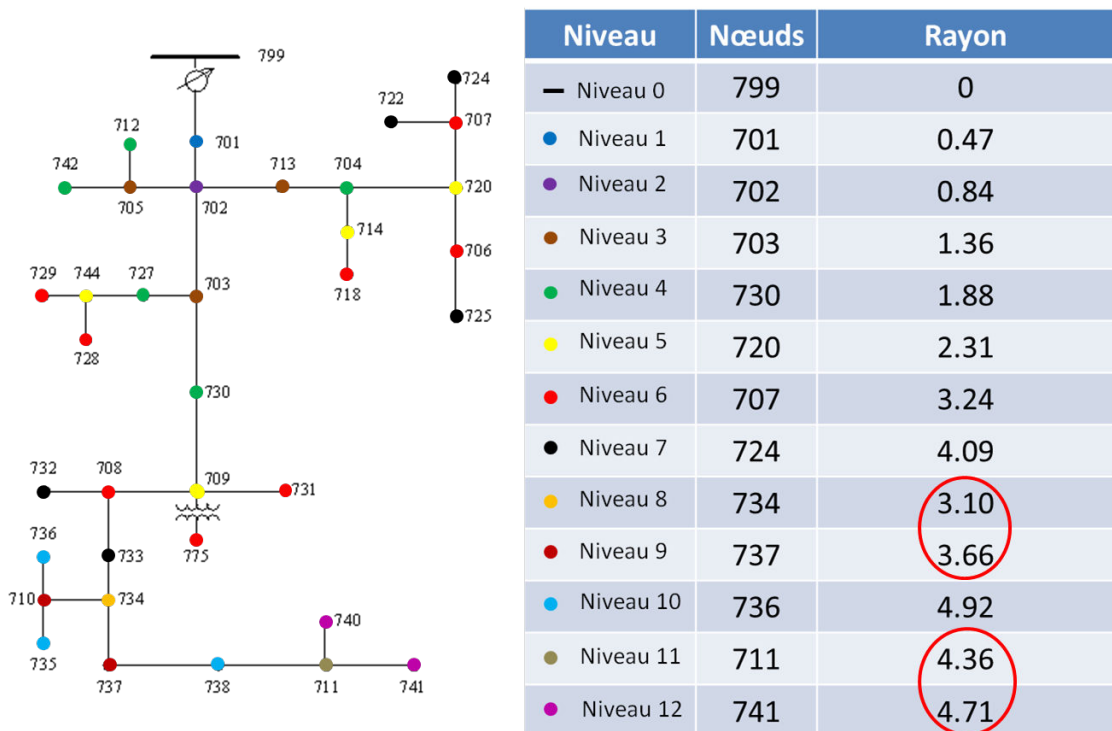 799
724
722
707
712
701
742
713
704
720
705
702
714
706
729
744
727
703
718
725
728
730
732
708
709
731
736
733
775
710
734
740
735
737
738
711
741
Niveau Nœuds Rayon
Niveau 0 799 0
Niveau 1 701 0.47
Niveau 2 702 0.84
Niveau 3 703 1.36
Niveau 4 730 1.88
Niveau 5 720 2.31
Niveau 6 707 3.24
Niveau 7 724 4.09
Niveau 8 734 3.10
Niveau 9 737 3.66
Niveau 10 736 4.92
Niveau 11 711 4.36
Niveau 12 741 4.71